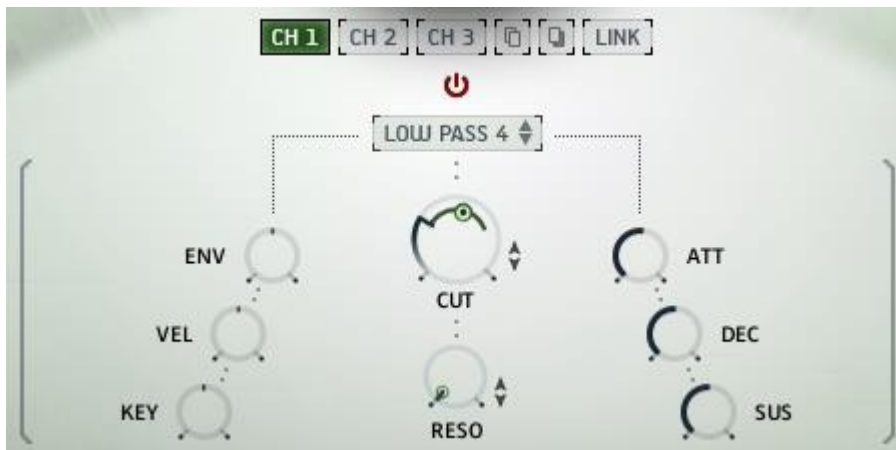 CH 1 CH 2 CH 3 LINK
LOW PASS 4
ENV
ATT
CUT
VEL
DEC
KEY
RESO
SUS